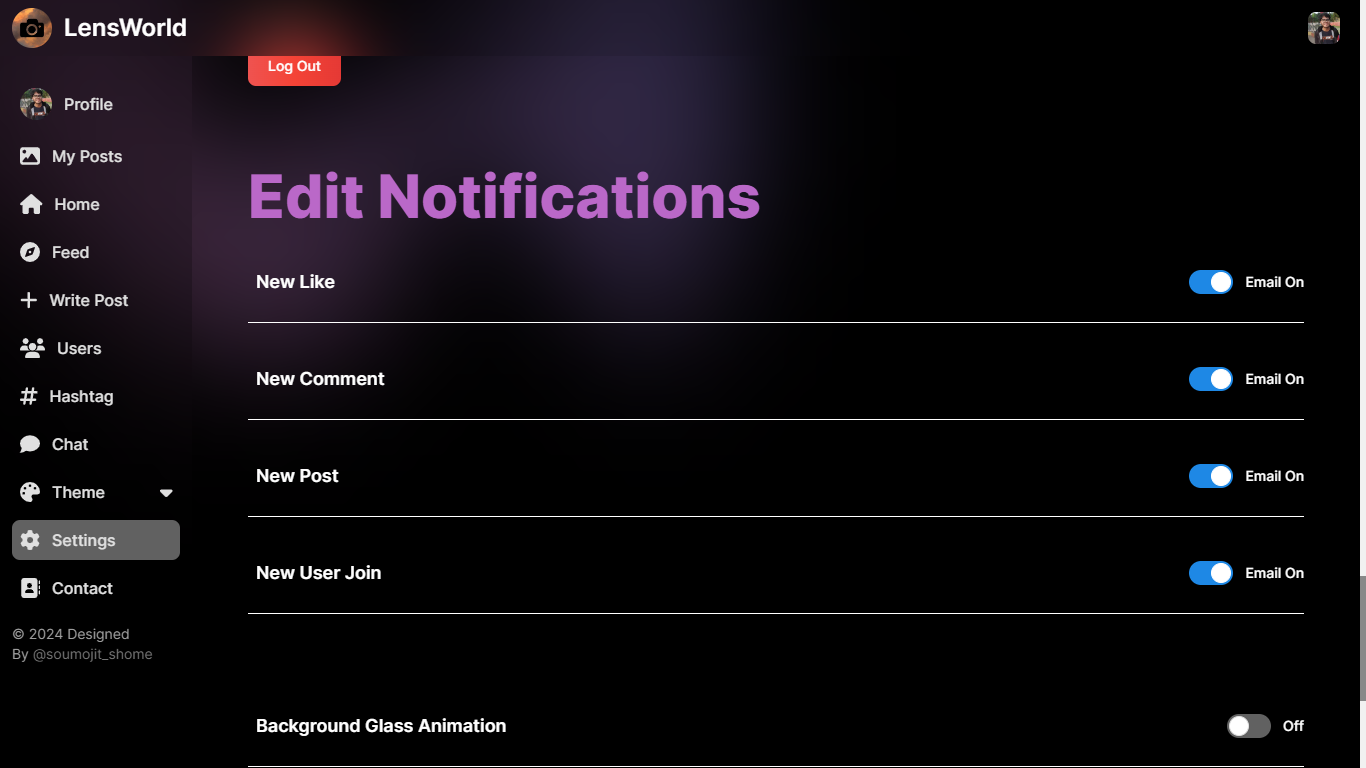 LensWorld
Log Out
Profile
My Posts
Home
Feed
Write Post
Users
Hashtag
Chat
Theme
Settings
Contact
© 2024 Designed
By @soumojit_shome
Edit Notifications
New Like
Email On
New Comment
Email On
New Post
Email On
New User Join
Email On
Background Glass Animation
Off